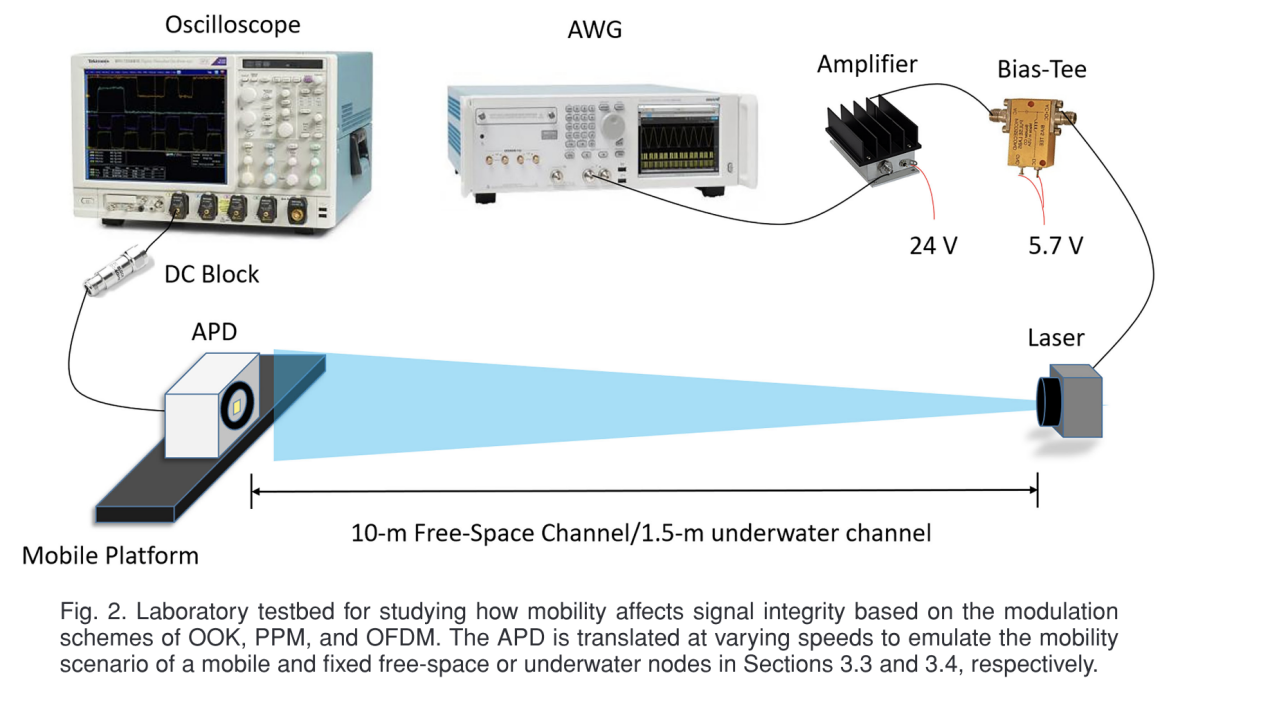 Oscilloscope
AWG
Amplifier
Bias-Tee
Tektronix
24 V
5.7 V
DC Block
APD
Laser
10-m Free-Space Channel/1.5-m underwater channel
Mobile Platform
Fig. 2. Laboratory testbed for studying how mobility affects signal integrity based on the modulation
schemes of OOK, PPM, and OFDM. The APD is translated at varying speeds to emulate the mobility
scenario of a mobile and fixed free-space or underwater nodes in Sections 3.3 and 3.4, respectively.